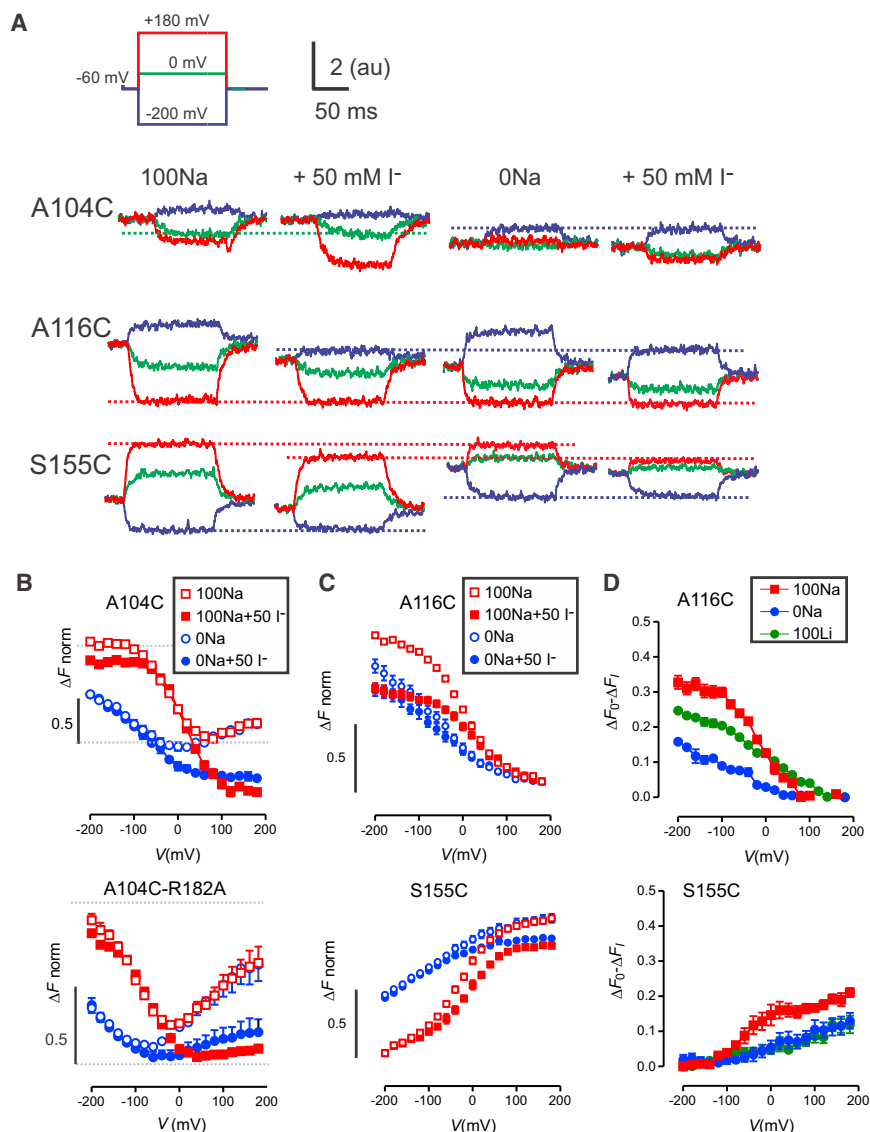 A
+180 mV
0 mV
-60 mV
-200 mV
2 (au)
50 ms
100Na
+ 50 mM I⁻
0Na
+ 50 mM I⁻
A104C
A116C
S155C
B
A104C
100Na
100Na+50 I⁻
0Na
0Na+50 I⁻
ΔF norm
0.5
-200 -100 0 100 200
V(mV)
A104C-R182A
ΔF norm
0.5
-200 -100 0 100 200
V (mV)
C
A116C
100Na
100Na+50 I⁻
0Na
0Na+50 I⁻
ΔF norm
0.5
-200 -100 0 100 200
V(mV)
S155C
ΔF norm
0.5
-200 -100 0 100 200
V(mV)
D
A116C
100Na
0Na
100Li
ΔF₀-ΔF_I
0.5
0.4
0.3
0.2
0.1
0.0
-200 -100 0 100 200
V(mV)
S155C
ΔF₀-ΔF_I
0.5
0.4
0.3
0.2
0.1
0.0
-200 -100 0 100 200
V(mV)